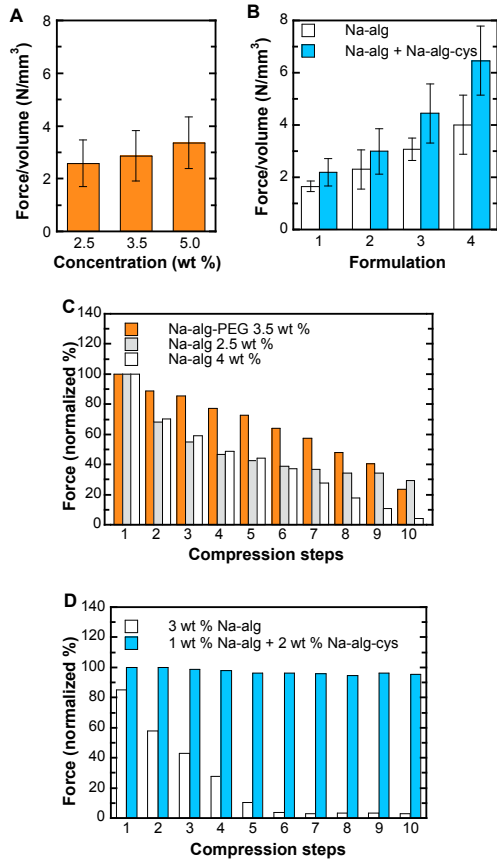 A
Force/volume (N/mm³)
8
6
4
2
0
2.5 3.5 5.0
Concentration (wt %)
B
Force/volume (N/mm³)
8
6
4
2
0
Na-alg
Na-alg + Na-alg-cys
1 2 3 4
Formulation
C
Force (normalized %)
140
120
100
80
60
40
20
0
Na-alg-PEG 3.5 wt %
Na-alg 2.5 wt %
Na-alg 4 wt %
1 2 3 4 5 6 7 8 9 10
Compression steps
D
Force (normalized %)
140
120
100
80
60
40
20
0
3 wt % Na-alg
1 wt % Na-alg + 2 wt % Na-alg-cys
1 2 3 4 5 6 7 8 9 10
Compression steps